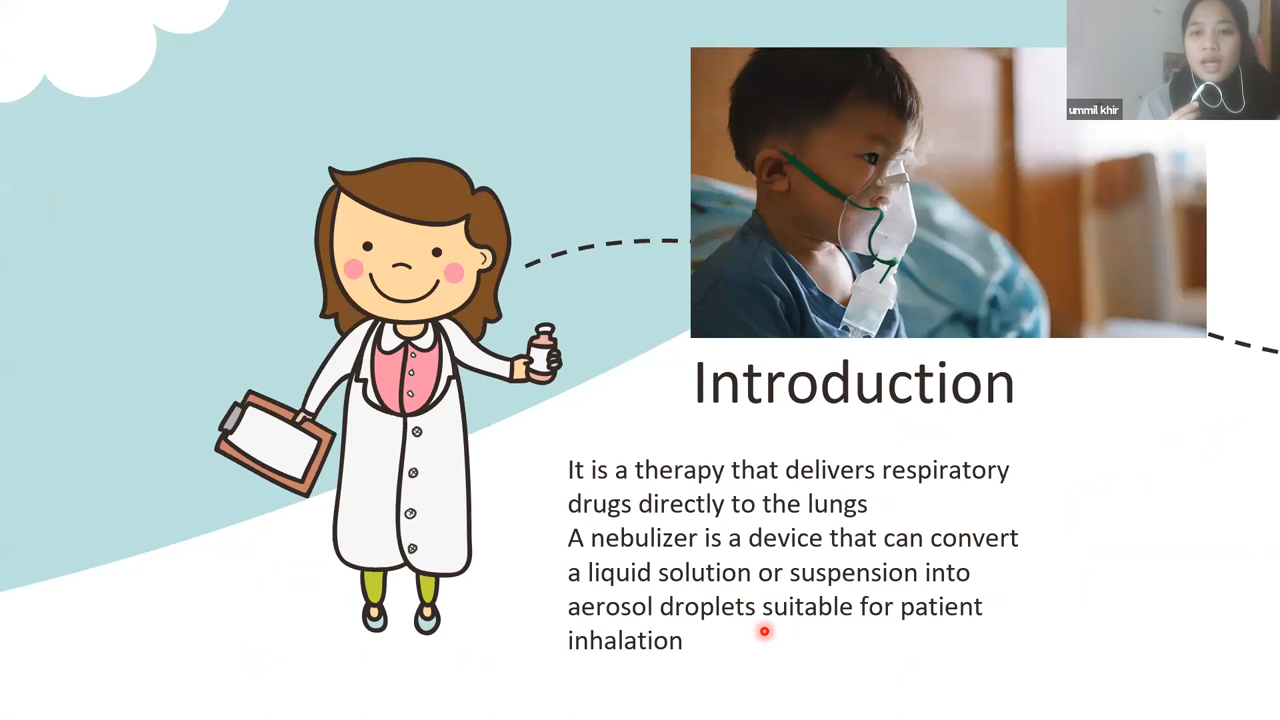 ummil khir
Introduction
It is a therapy that delivers respiratory
drugs directly to the lungs
A nebulizer is a device that can convert
a liquid solution or suspension into
aerosol droplets suitable for patient
inhalation